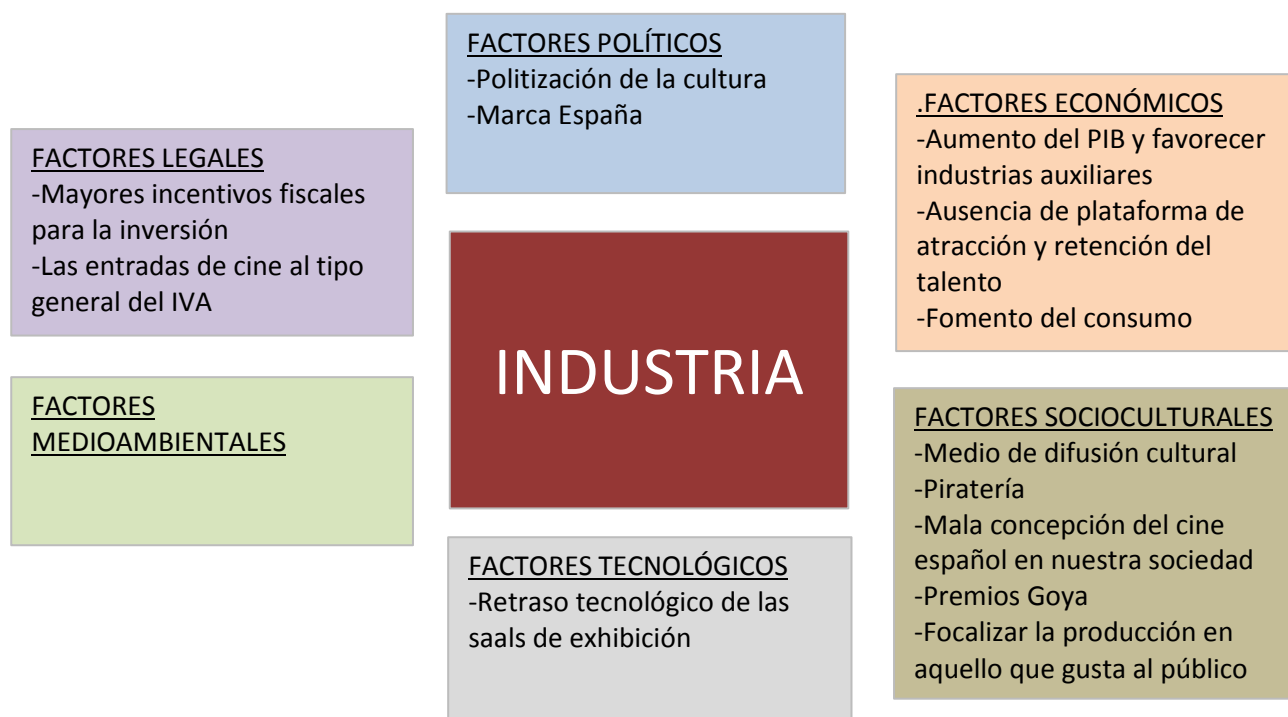 FACTORES POLÍTICOS
-Politización de la cultura
-Marca España
.FACTORES ECONÓMICOS
-Aumento del PIB y favorecer
industrias auxiliares
-Ausencia de plataforma de
atracción y retención del
talento
-Fomento del consumo
FACTORES LEGALES
-Mayores incentivos fiscales
para la inversión
-Las entradas de cine al tipo
general del IVA
INDUSTRIA
FACTORES
MEDIOAMBIENTALES
FACTORES SOCIOCULTURALES
-Medio de difusión cultural
-Piratería
-Mala concepción del cine
español en nuestra sociedad
-Premios Goya
-Focalizar la producción en
aquello que gusta al público
FACTORES TECNOLÓGICOS
-Retraso tecnológico de las
saals de exhibición